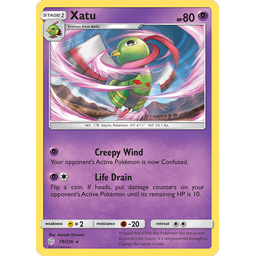 STAGE 1
Xatu
HP 80
Evolves from Natu
NO. 178 Mystic Pokémon HT: 4'11" WT: 33.1 lbs.
Creepy Wind
Your opponent's Active Pokémon is now Confused.
Life Drain
Flip a coin. If heads, put damage counters on your
opponent's Active Pokémon until its remaining HP is 10.
weakness ×2 resistance -20 retreat
79/236